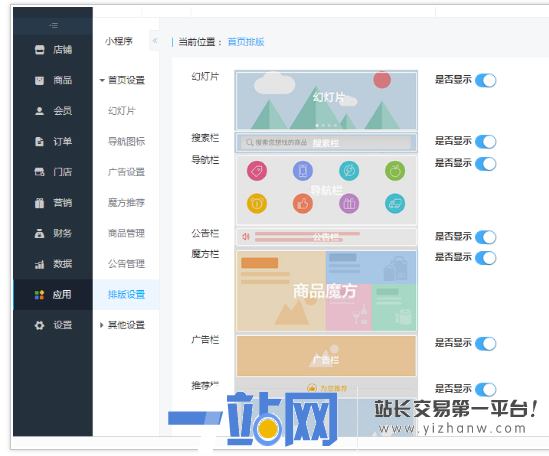 店铺
商品
会员
订单
门店
营销
财务
数据
应用
设置
小程序
首页设置
幻灯片
导航图标
广告设置
魔方推荐
商品管理
公告管理
排版设置
其他设置
当前位置： 首页排版
幻灯片
幻灯片
是否显示
搜索栏
搜索您想找的商品
搜索栏
是否显示
导航栏
导航栏
是否显示
公告栏
公告栏
是否显示
魔方栏
商品魔方
是否显示
广告栏
广告栏
是否显示
推荐栏
为您推荐
是否显示
一站网
站长交易第一平台!
www.yizhanw.com